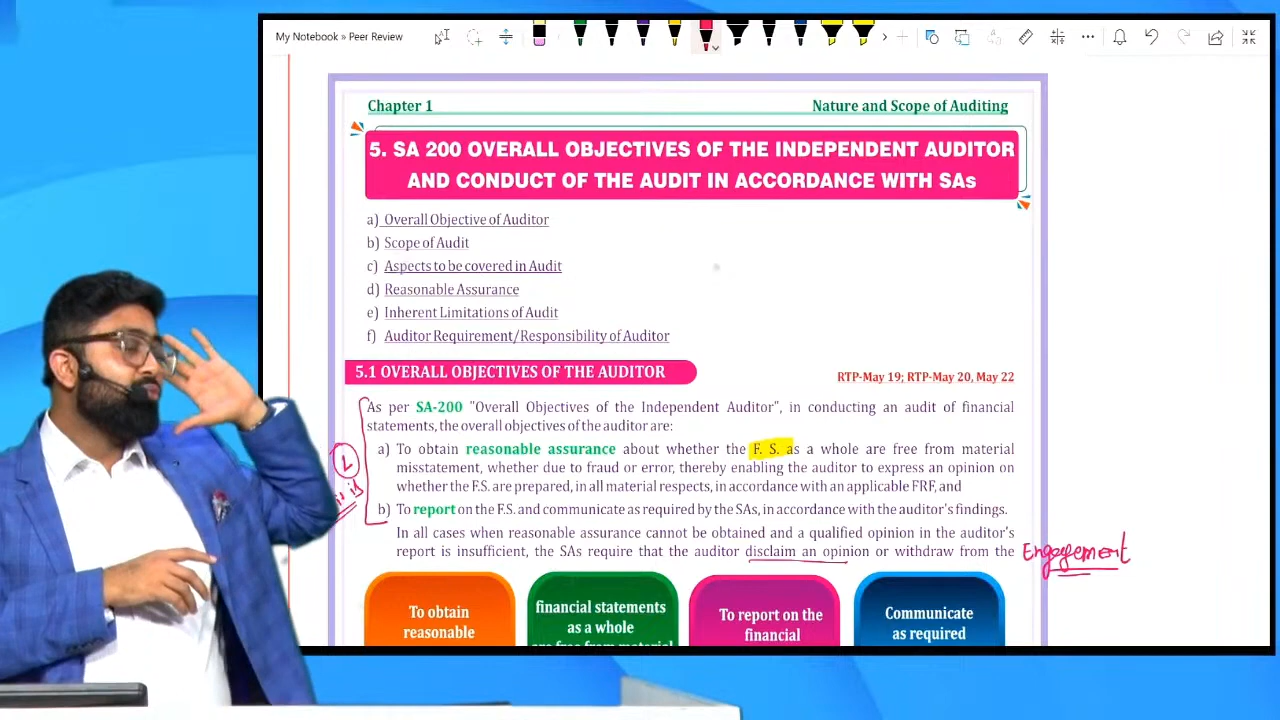 My Notebook » Peer Review
Chapter 1
Nature and Scope of Auditing
5. SA 200 OVERALL OBJECTIVES OF THE INDEPENDENT AUDITOR
AND CONDUCT OF THE AUDIT IN ACCORDANCE WITH SAs
a) Overall Objective of Auditor
b) Scope of Audit
c) Aspects to be covered in Audit
d) Reasonable Assurance
e) Inherent Limitations of Audit
f) Auditor Requirement/Responsibility of Auditor
5.1 OVERALL OBJECTIVES OF THE AUDITOR
RTP-May 19; RTP-May 20, May 22
As per SA-200 "Overall Objectives of the Independent Auditor", in conducting an audit of financial
statements, the overall objectives of the auditor are:
a) To obtain reasonable assurance about whether the F. S. as a whole are free from material
misstatement, whether due to fraud or error, thereby enabling the auditor to express an opinion on
whether the F.S. are prepared, in all material respects, in accordance with an applicable FRF, and
L
b) To report on the F.S. and communicate as required by the SAs, in accordance with the auditor's findings.
In all cases when reasonable assurance cannot be obtained and a qualified opinion in the auditor's
report is insufficient, the SAs require that the auditor disclaim an opinion or withdraw from the Engagement
To obtain
reasonable
financial statements
as a whole
are free from material
To report on the
financial
Communicate
as required